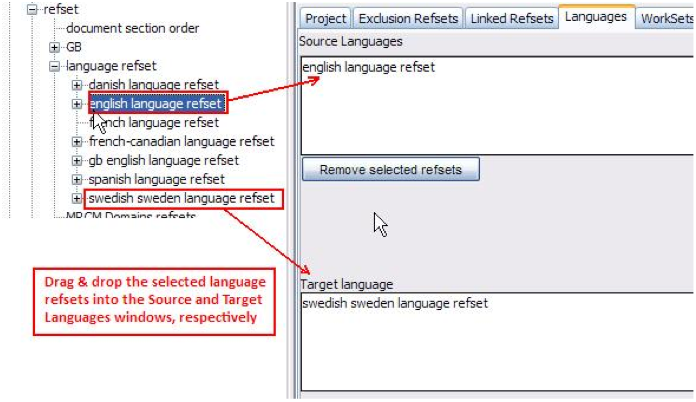 refset
document section order
GB
language refset
danish language refset
english language refset
french language refset
french-canadian language refset
gb english language refset
spanish language refset
swedish sweden language refset
MRCM Domains refsets
Drag & drop the selected language
refsets into the Source and Target
Languages windows, respectively
Project Exclusion Refsets Linked Refsets Languages WorkSets
Source Languages
english language refset
Remove selected refsets
Target language
swedish sweden language refset